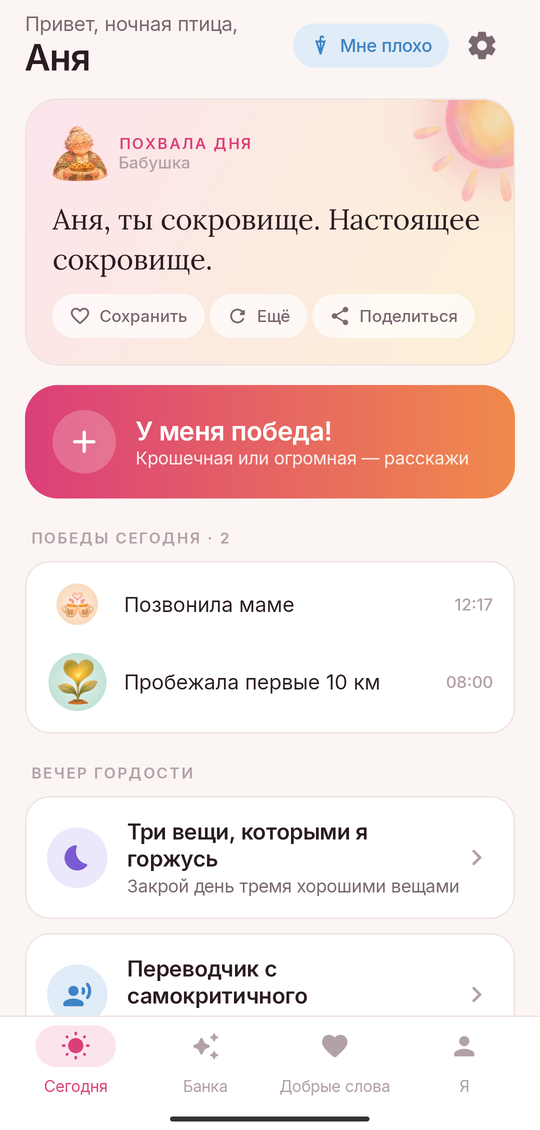 Привет, ночная птица,
Аня
Мне плохо
ПОХВАЛА ДНЯ
Бабушка
Аня, ты сокровище. Настоящее
сокровище.
Сохранить
Ещё
Поделиться
У меня победа!
Крошечная или огромная — расскажи
ПОБЕДЫ СЕГОДНЯ · 2
Позвонила маме 12:17
Пробежала первые 10 км 08:00
ВЕЧЕР ГОРДОСТИ
Три вещи, которыми я
горжусь
Закрой день тремя хорошими вещами
Переводчик с
самокритичного
Сегодня
Банка
Добрые слова
Я